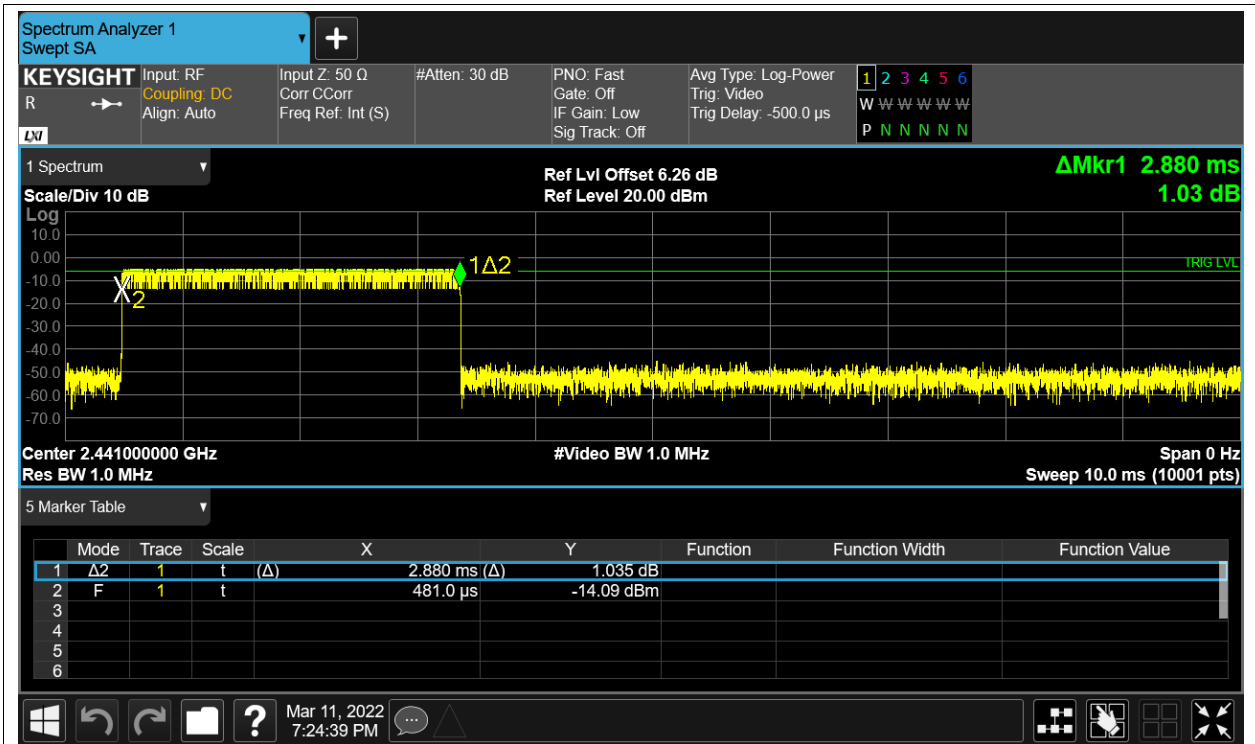 Spectrum Analyzer 1
Swept SA
KEYSIGHT
R
LXI
Input: RF
Coupling: DC
Align: Auto
Input Z: 50 Ω
Corr CCorr
Freq Ref: Int (S)
#Atten: 30 dB
PNO: Fast
Gate: Off
IF Gain: Low
Sig Track: Off
Avg Type: Log-Power
Trig: Video
Trig Delay: -500.0 µs
1 2 3 4 5 6
W W W W W W
P N N N N N
1 Spectrum
Scale/Div 10 dB
Ref Lvl Offset 6.26 dB
Ref Level 20.00 dBm
ΔMkr1 2.880 ms
1.03 dB
Log
10.0
0.00
-10.0
-20.0
-30.0
-40.0
-50.0
-60.0
-70.0
1Δ2
TRIG LVL
2
Center 2.441000000 GHz
#Video BW 1.0 MHz
Span 0 Hz
Res BW 1.0 MHz
Sweep 10.0 ms (10001 pts)
5 Marker Table
Mode Trace Scale X Y Function Function Width Function Value
1 Δ2 1 t (Δ) 2.880 ms (Δ) 1.035 dB
2 F 1 t 481.0 µs -14.09 dBm
3
4
5
6
?
Mar 11, 2022
7:24:39 PM